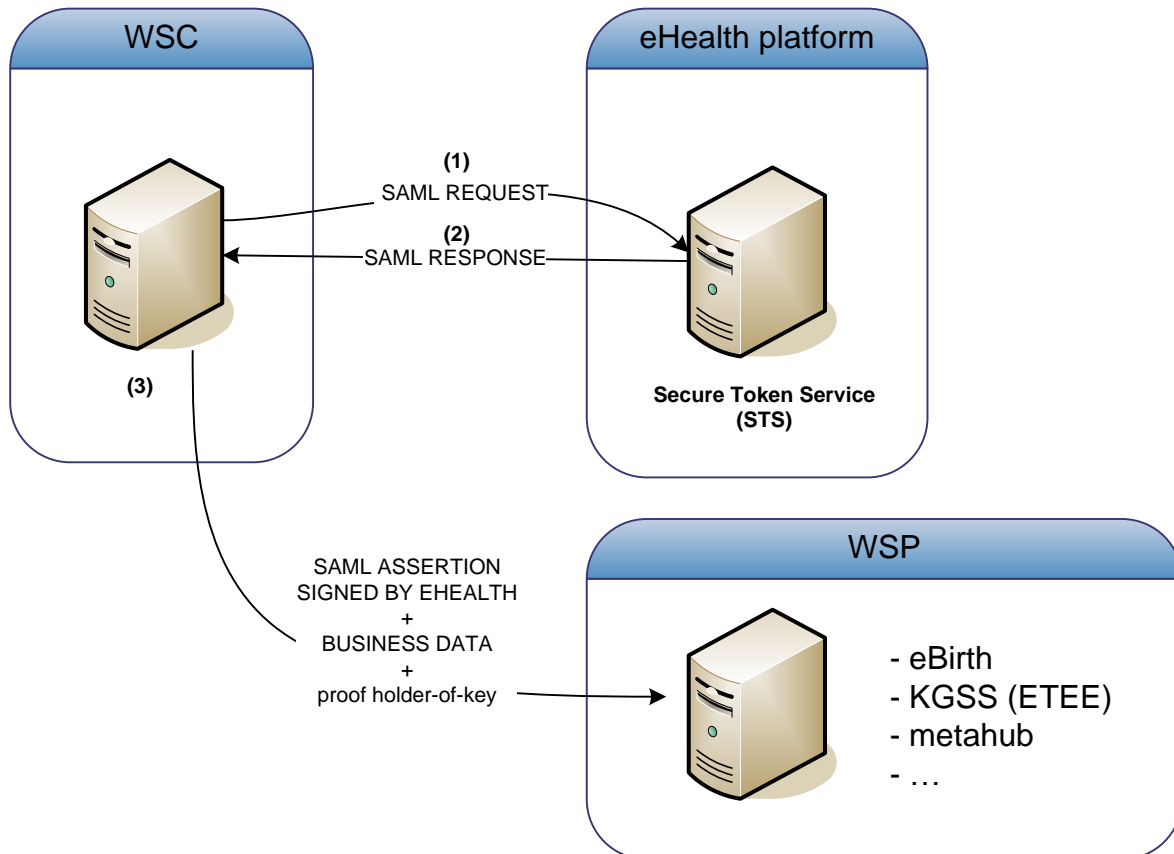 WSC
eHealth platform
(1)
SAML REQUEST
(2)
SAML RESPONSE
(3)
Secure Token Service
(STS)
SAML ASSERTION
SIGNED BY EHEALTH
+
BUSINESS DATA
+
proof holder-of-key
WSP
- eBirth
- KGSS (ETEE)
- metahub
- …